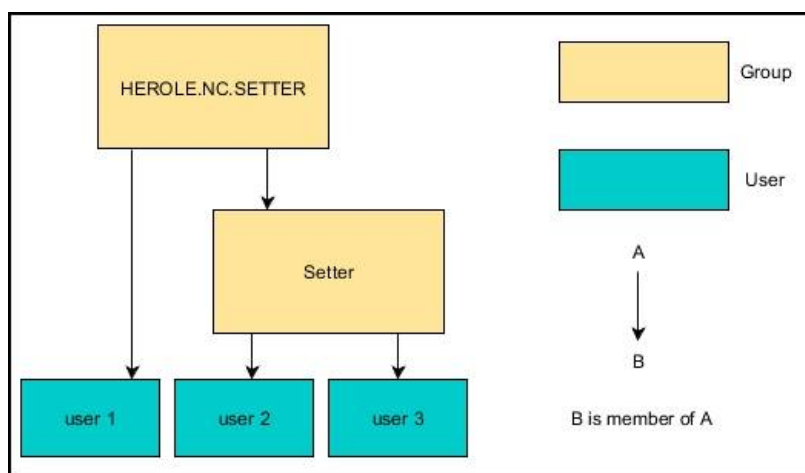 HEROLE.NC.SETTER
Group
User
Setter
A
B
user 1
user 2
user 3
B is member of A